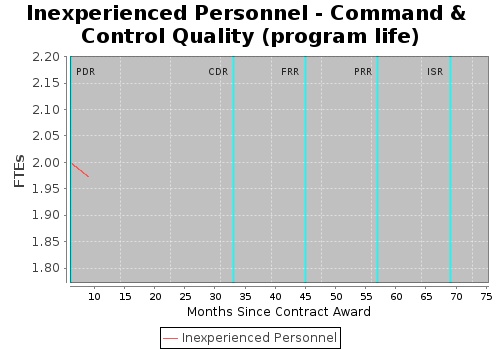 Inexperienced Personnel - Command &
Control Quality (program life)
2.20
2.15
2.10
2.05
2.00
1.95
1.90
1.85
1.80
FTEs
PDR CDR FRR PRR ISR
10 15 20 25 30 35 40 45 50 55 60 65 70 75
Months Since Contract Award
Inexperienced Personnel